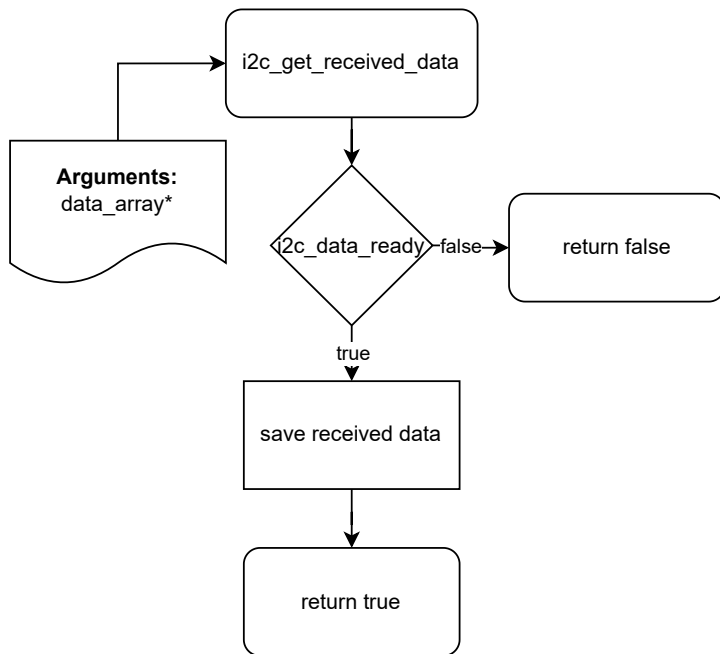 i2c_get_received_data
Arguments:
data_array*
i2c_data_ready
false
return false
true
save received data
return true